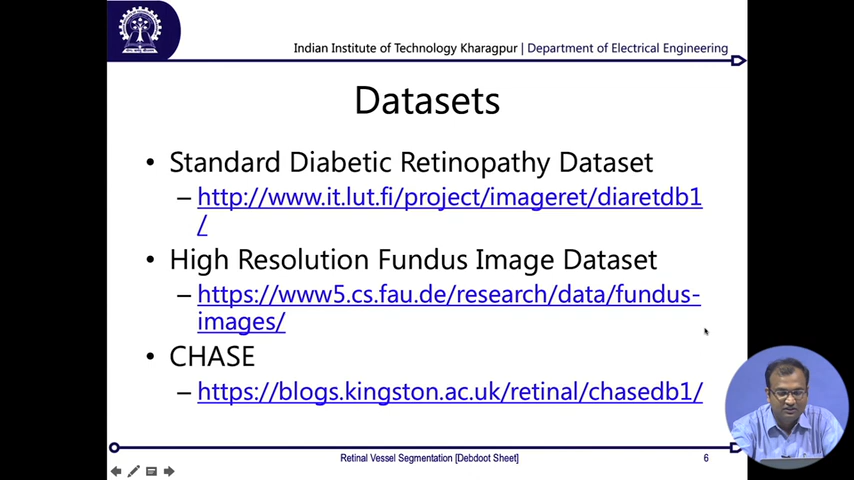 Indian Institute of Technology Kharagpur | Department of Electrical Engineering
Datasets
• Standard Diabetic Retinopathy Dataset
– http://www.it.lut.fi/project/imageret/diaretdb1
/
• High Resolution Fundus Image Dataset
– https://www5.cs.fau.de/research/data/fundus-
images/
• CHASE
– https://blogs.kingston.ac.uk/retinal/chasedb1/
Retinal Vessel Segmentation [Debdoot Sheet]
6